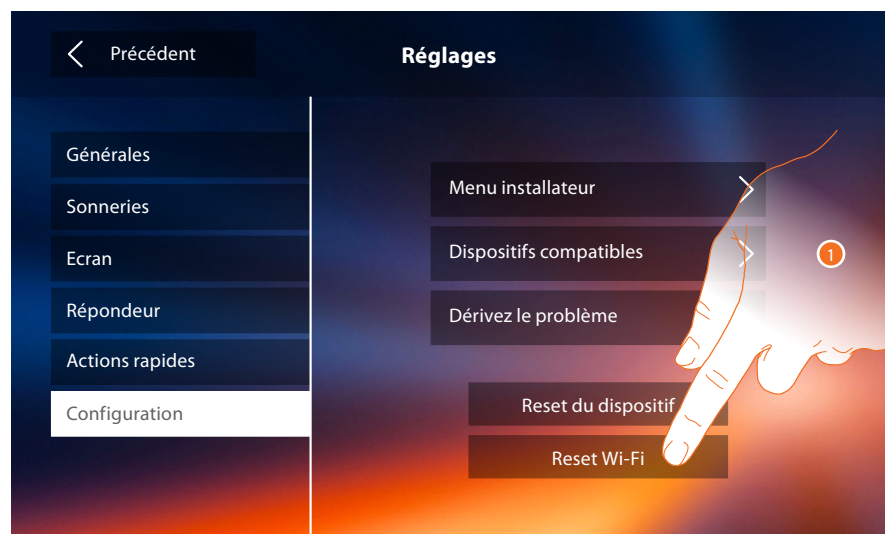 Précédent
Réglages
Générales
Sonneries
Ecran
Répondeur
Actions rapides
Configuration
Menu installateur
Dispositifs compatibles
Dérivez le problème
Reset du dispositif
Reset Wi-Fi
1